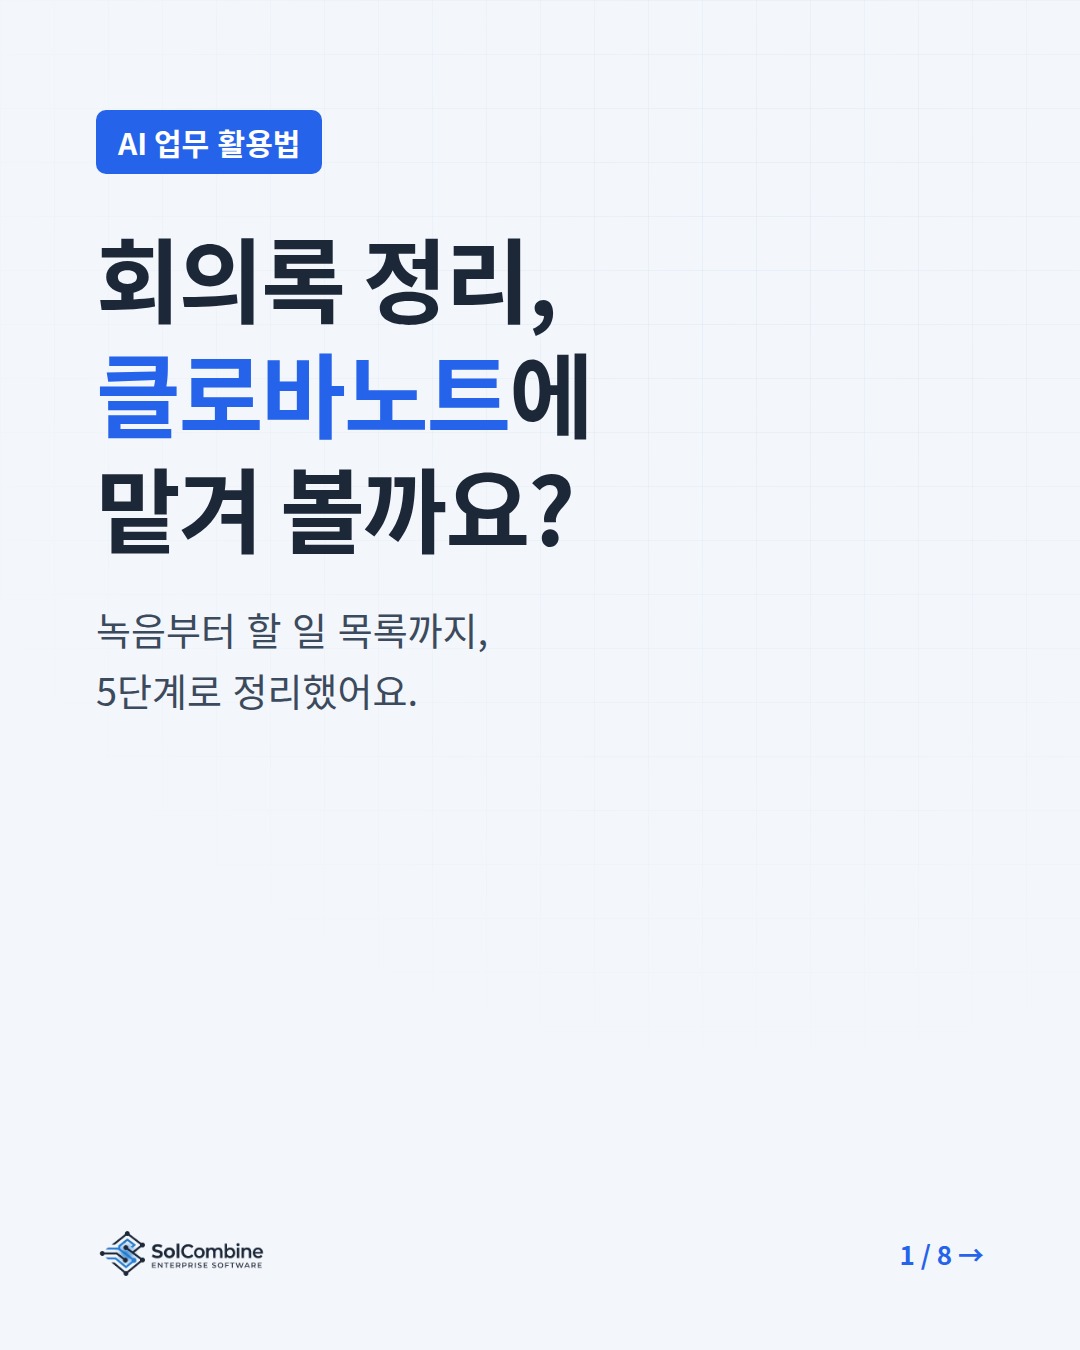 AI 업무 활용법
회의록 정리,
클로바노트에
맡겨 볼까요?
녹음부터 할 일 목록까지,
5단계로 정리했어요.
SolCombine
ENTERPRISE SOFTWARE
1 / 8 →